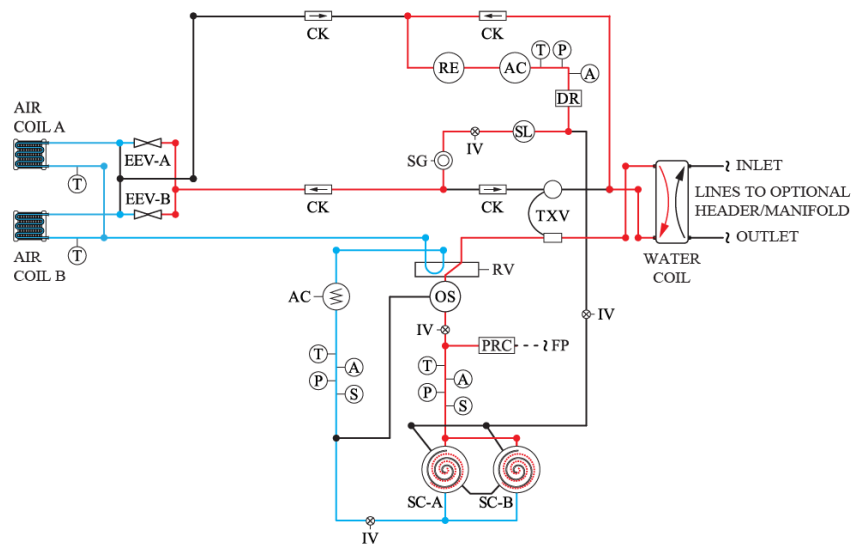 CK
CK
RE
AC
T
P
A
DR
AIR
COIL A
EEV-A
T
SG
IV
SL
INLET
LINES TO OPTIONAL
HEADER/MANIFOLD
OUTLET
WATER
COIL
CK
CK
TXV
EEV-B
AIR
COIL B
T
RV
AC
OS
IV
IV
PRC
FP
T
A
P
S
T
A
P
S
SC-A
SC-B
IV